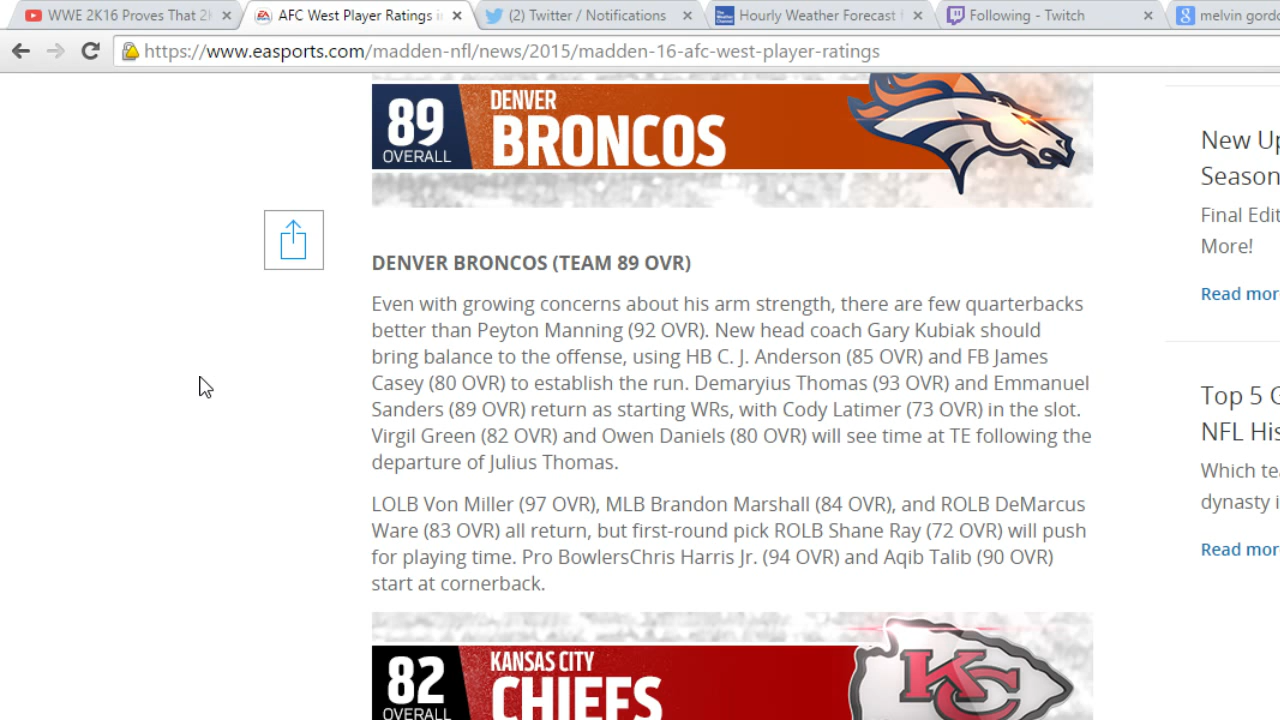 WWE 2K16 Proves That 2
AFC West Player Ratings i
(2) Twitter / Notifications
Hourly Weather Forecast
Following - Twitch
melvin gordo
https://www.easports.com/madden-nfl/news/2015/madden-16-afc-west-player-ratings
89
OVERALL
DENVER
BRONCOS
DENVER BRONCOS (TEAM 89 OVR)
Even with growing concerns about his arm strength, there are few quarterbacks
better than Peyton Manning (92 OVR). New head coach Gary Kubiak should
bring balance to the offense, using HB C. J. Anderson (85 OVR) and FB James
Casey (80 OVR) to establish the run. Demaryius Thomas (93 OVR) and Emmanuel
Sanders (89 OVR) return as starting WRs, with Cody Latimer (73 OVR) in the slot.
Virgil Green (82 OVR) and Owen Daniels (80 OVR) will see time at TE following the
departure of Julius Thomas.
LOLB Von Miller (97 OVR), MLB Brandon Marshall (84 OVR), and ROLB DeMarcus
Ware (83 OVR) all return, but first-round pick ROLB Shane Ray (72 OVR) will push
for playing time. Pro BowlersChris Harris Jr. (94 OVR) and Aqib Talib (90 OVR)
start at cornerback.
82
OVERALL
KANSAS CITY
CHIEFS
KC
New Up
Season
Final Edit
More!
Read mor
Top 5 G
NFL His
Which te
dynasty i
Read mor